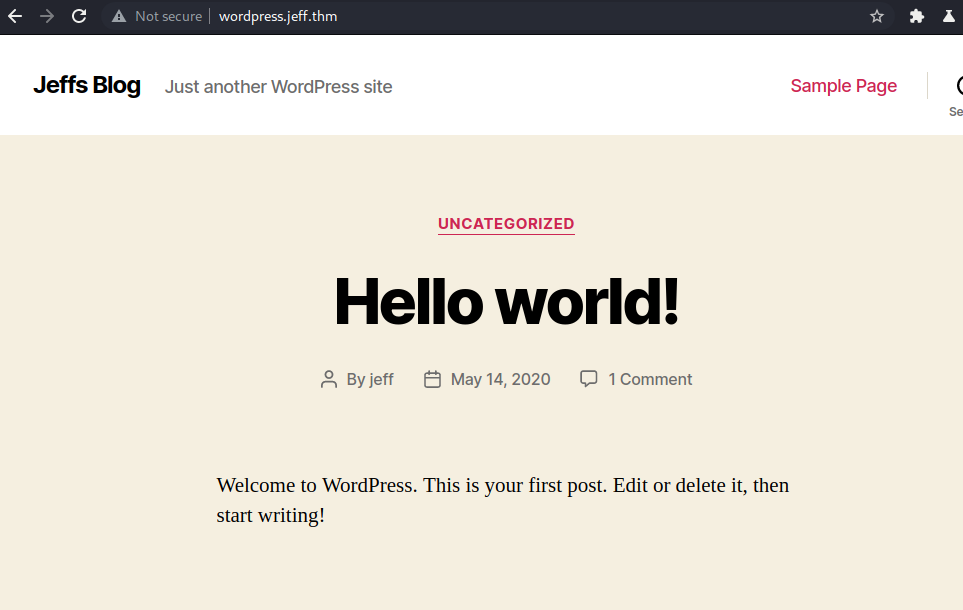 Not secure wordpress.jeff.thm
Jeffs Blog Just another WordPress site Sample Page
UNCATEGORIZED
Hello world!
By jeff May 14, 2020 1 Comment
Welcome to WordPress. This is your first post. Edit or delete it, then
start writing!